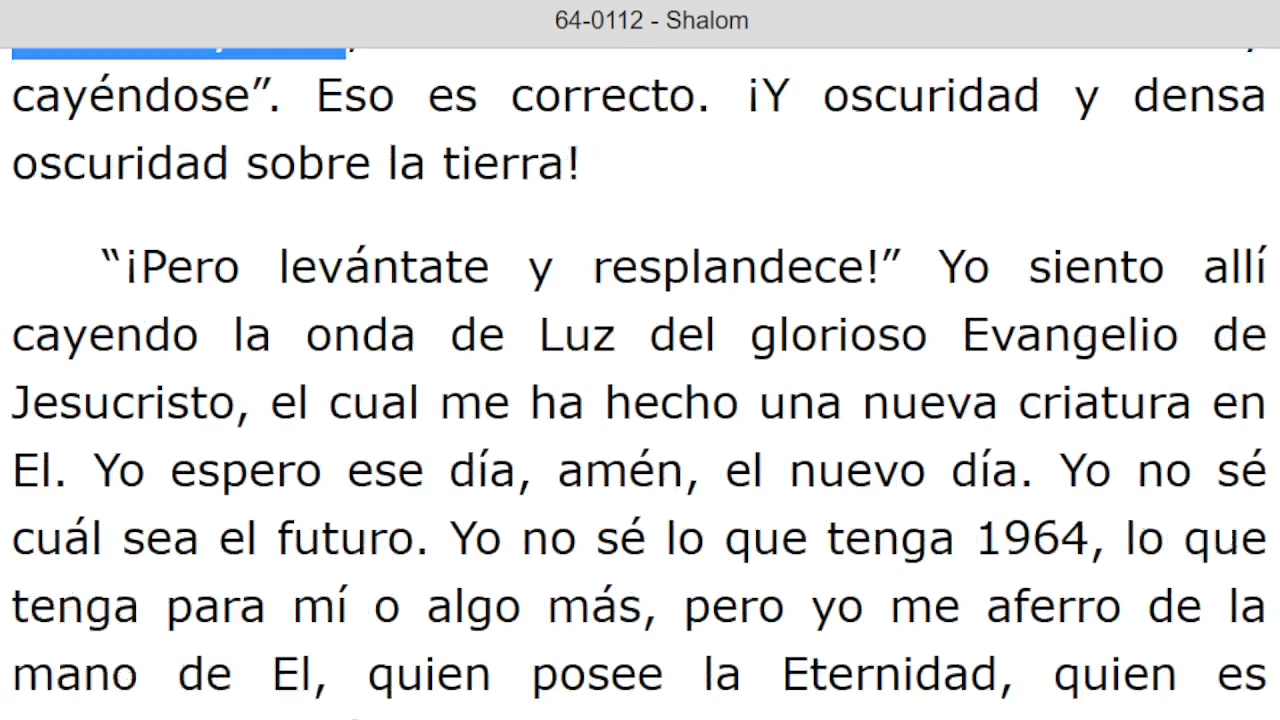 64-0112 - Shalom
cayéndose”. Eso es correcto. ¡Y oscuridad y densa
oscuridad sobre la tierra!
“¡Pero levántate y resplandece!” Yo siento allí
cayendo la onda de Luz del glorioso Evangelio de
Jesucristo, el cual me ha hecho una nueva criatura en
El. Yo espero ese día, amén, el nuevo día. Yo no sé
cuál sea el futuro. Yo no sé lo que tenga 1964, lo que
tenga para mí o algo más, pero yo me aferro de la
mano de El, quien posee la Eternidad, quien es